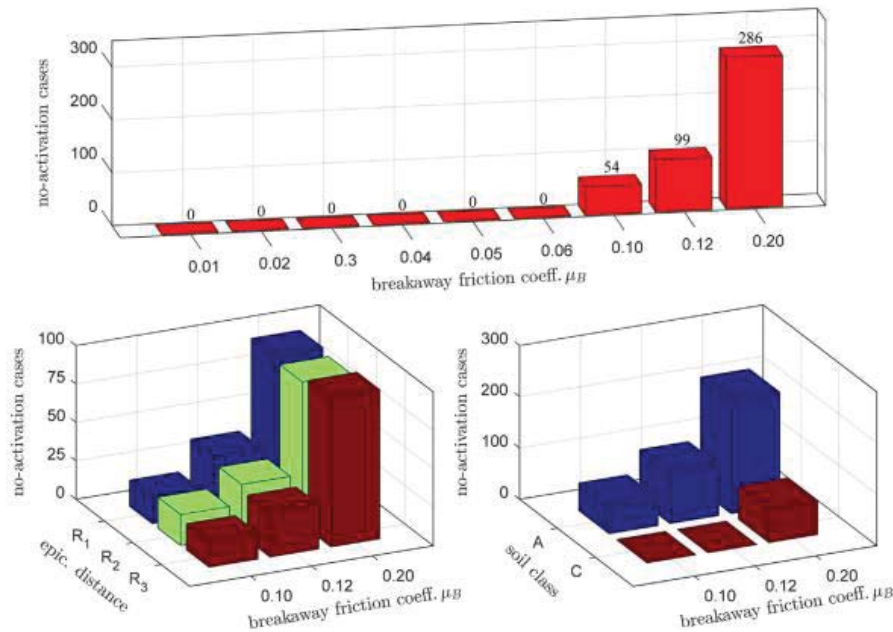 no-activation cases
300
200
100
0
0
0
0
0
0
0
54
99
286
0.01
0.02
0.3
0.04
0.05
0.06
0.10
0.12
0.20
breakaway friction coeff. μB
no-activation cases
100
75
50
25
0
R1
R2
R3
epic. distance
0.10
0.12
0.20
breakaway friction coeff. μB
no-activation cases
300
200
100
0
A
C
soil class
0.10
0.12
0.20
breakaway friction coeff. μB